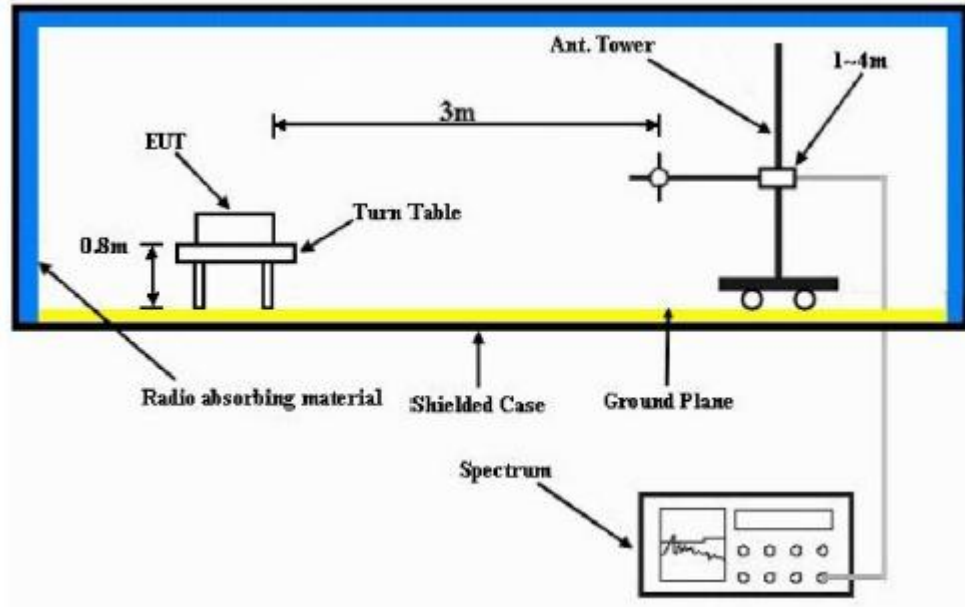 Ant. Tower
1~4m
3m
EUT
Turn Table
0.8m
Radio absorbing material
Shielded Case
Ground Plane
Spectrum